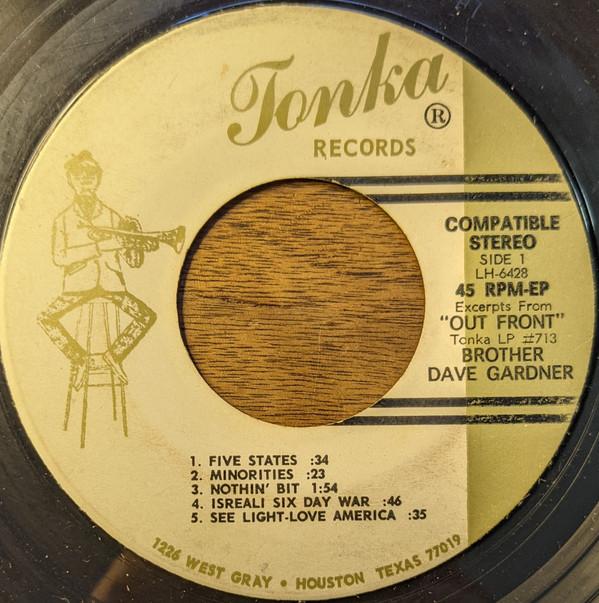 Tonka
®
RECORDS
COMPATIBLE
STEREO
SIDE 1
LH-6428
45 RPM-EP
Excerpts From
"OUT FRONT"
Tonka LP #713
BROTHER
DAVE GARDNER
1. FIVE STATES :34
2. MINORITIES :23
3. NOTHIN' BIT 1:54
4. ISREALI SIX DAY WAR :46
5. SEE LIGHT-LOVE AMERICA :35
1226 WEST GRAY • HOUSTON TEXAS 77019